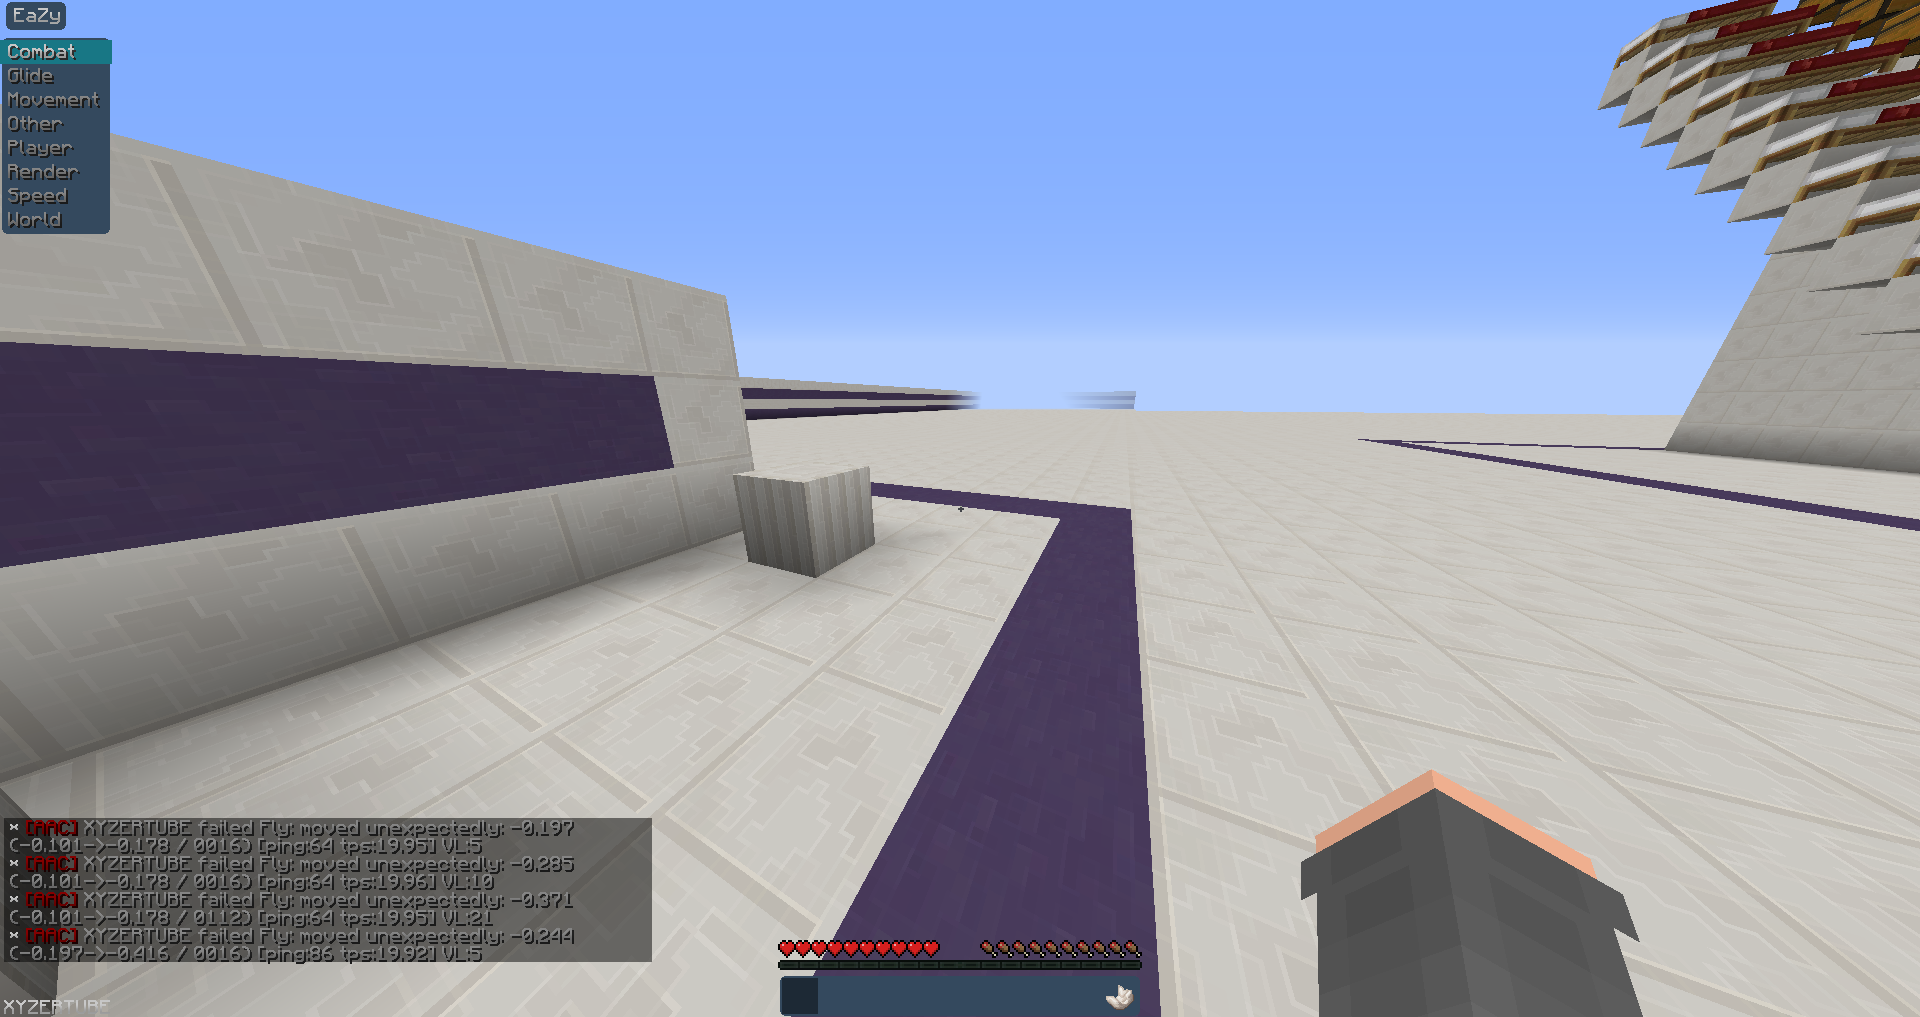 EaZy
Combat
Glide
Movement
Other
Player
Render
Speed
World
× [AAC] XYZERTUBE failed Fly: moved unexpectedly: -0.197
(-0.101->-0.178 / 0016) [ping:64 tps:19.95] VL:5
× [AAC] XYZERTUBE failed Fly: moved unexpectedly: -0.285
(-0.101->-0.178 / 0016) [ping:64 tps:19.96] VL:10
× [AAC] XYZERTUBE failed Fly: moved unexpectedly: -0.371
(-0.101->-0.178 / 0112) [ping:64 tps:19.95] VL:21
× [AAC] XYZERTUBE failed Fly: moved unexpectedly: -0.244
(-0.197->-0.416 / 0016) [ping:86 tps:19.92] VL:5
XYZERTUBE